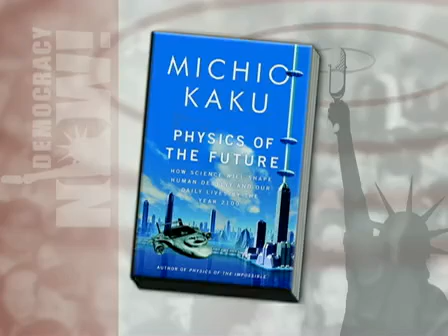 DEMOCRACY
NOW!
MICHIO
KAKU
PHYSICS OF
THE FUTURE
HOW SCIENCE WILL SHAPE
HUMAN DESTINY AND OUR
DAILY LIVES BY THE
YEAR 2100
AUTHOR OF PHYSICS OF THE IMPOSSIBLE